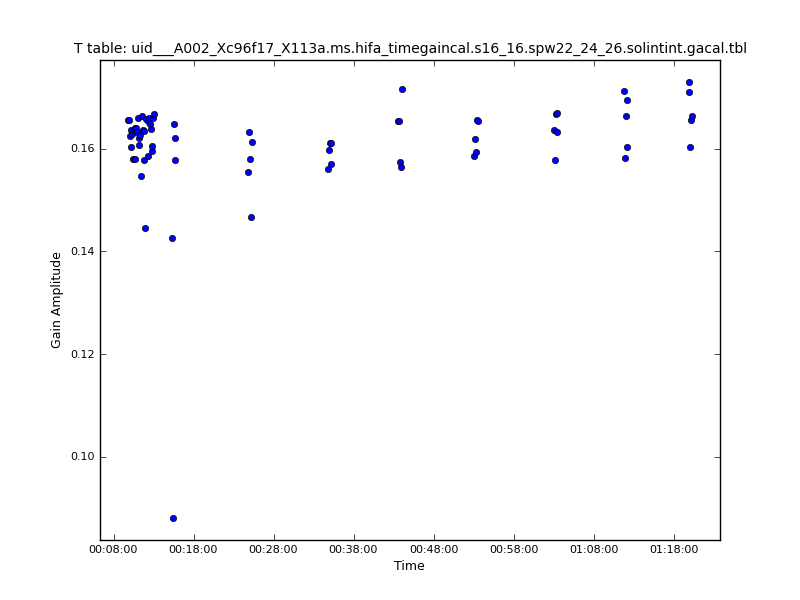 T table: uid___A002_Xc96f17_X113a.ms.hifa_timegaincal.s16_16.spw22_24_26.solintint.gacal.tbl
0.16
0.14
0.12
0.10
Gain Amplitude
00:08:00 00:18:00 00:28:00 00:38:00 00:48:00 00:58:00 01:08:00 01:18:00
Time